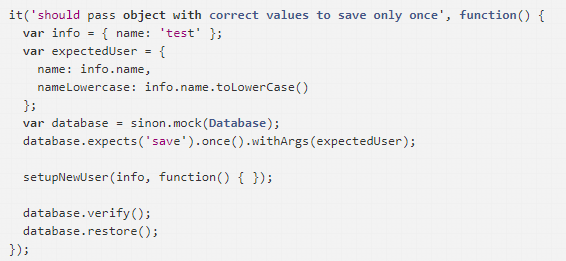 it('should pass object with correct values to save only once', function() {
  var info = { name: 'test' };
  var expectedUser = {
    name: info.name,
    nameLowercase: info.name.toLowerCase()
  };
  var database = sinon.mock(Database);
  database.expects('save').once().withArgs(expectedUser);

  setupNewUser(info, function() { });

  database.verify();
  database.restore();
});